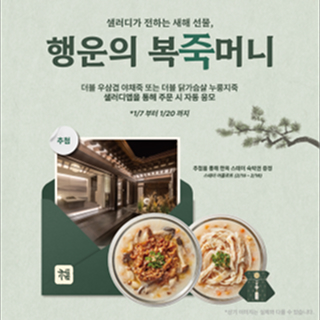 샐러디가 전하는 새해 선물,
행운의 복죽머니
더블 우삼겹 야채죽 또는 더블 닭가슴살 누룽지죽
샐러디앱을 통해 주문 시 자동 응모
*1/7 부터 1/20 까지
추첨
추첨을 통해 한옥 스테이 숙박권 증정